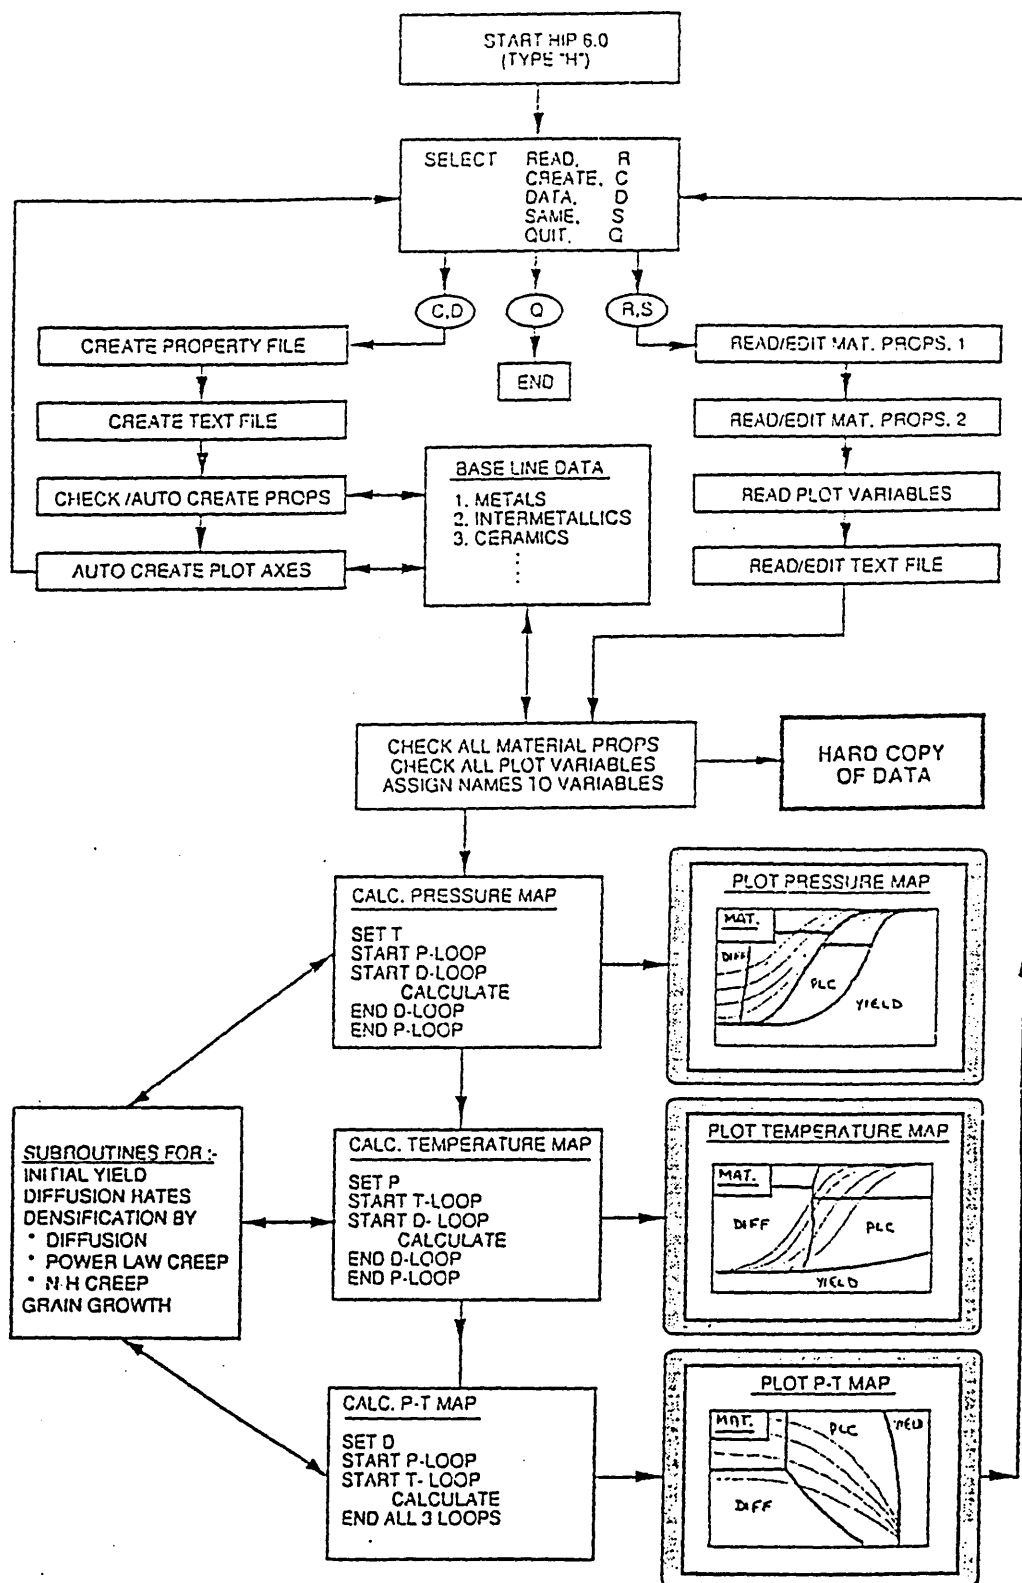 START HIP 6.0
(TYPE "H")
SELECT READ, R
CREATE, C
DATA, D
SAME, S
QUIT, Q
C,D
Q
R,S
CREATE PROPERTY FILE
CREATE TEXT FILE
CHECK /AUTO CREATE PROPS
AUTO CREATE PLOT AXES
END
BASE LINE DATA
1. METALS
2. INTERMETALLICS
3. CERAMICS
READ/EDIT MAT. PROPS. 1
READ/EDIT MAT. PROPS. 2
READ PLOT VARIABLES
READ/EDIT TEXT FILE
CHECK ALL MATERIAL PROPS
CHECK ALL PLOT VARIABLES
ASSIGN NAMES TO VARIABLES
HARD COPY
OF DATA
CALC. PRESSURE MAP
SET T
START P-LOOP
START D-LOOP
CALCULATE
END D-LOOP
END P-LOOP
PLOT PRESSURE MAP
MAT.
DIFF
PLC
YIELD
SUBROUTINES FOR :-
INITIAL YIELD
DIFFUSION RATES
DENSIFICATION BY
• DIFFUSION
• POWER LAW CREEP
• N-H CREEP
GRAIN GROWTH
CALC. TEMPERATURE MAP
SET P
START T-LOOP
START D- LOOP
CALCULATE
END D-LOOP
END P-LOOP
PLOT TEMPERATURE MAP
MAT.
DIFF
PLC
YIELD
CALC. P-T MAP
SET D
START P-LOOP
START T- LOOP
CALCULATE
END ALL 3 LOOPS
PLOT P-T MAP
MAT.
PLC
YIELD
DIFF